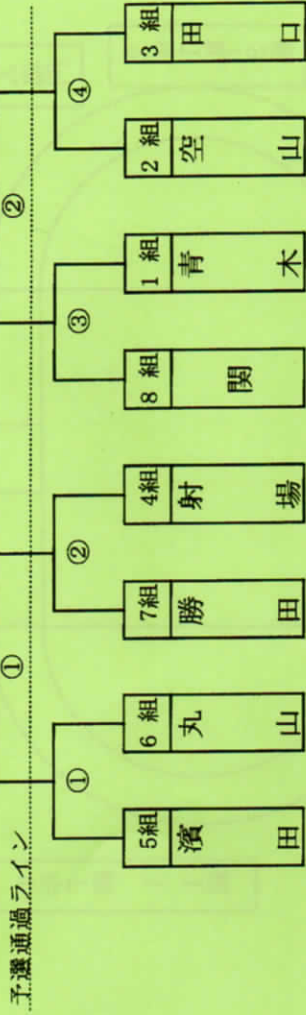 予選通過ライン
① ②
① ② ③ ④
5組 6組 7組 4組 8組 1組 2組 3組
濱田 丸山 勝田 射場 関 青木 空山 田口